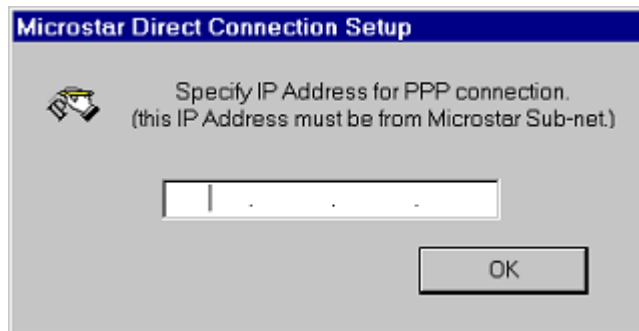 Microstar Direct Connection Setup
Specify IP Address for PPP connection.
(this IP Address must be from Microstar Sub-net.)
. . .
OK